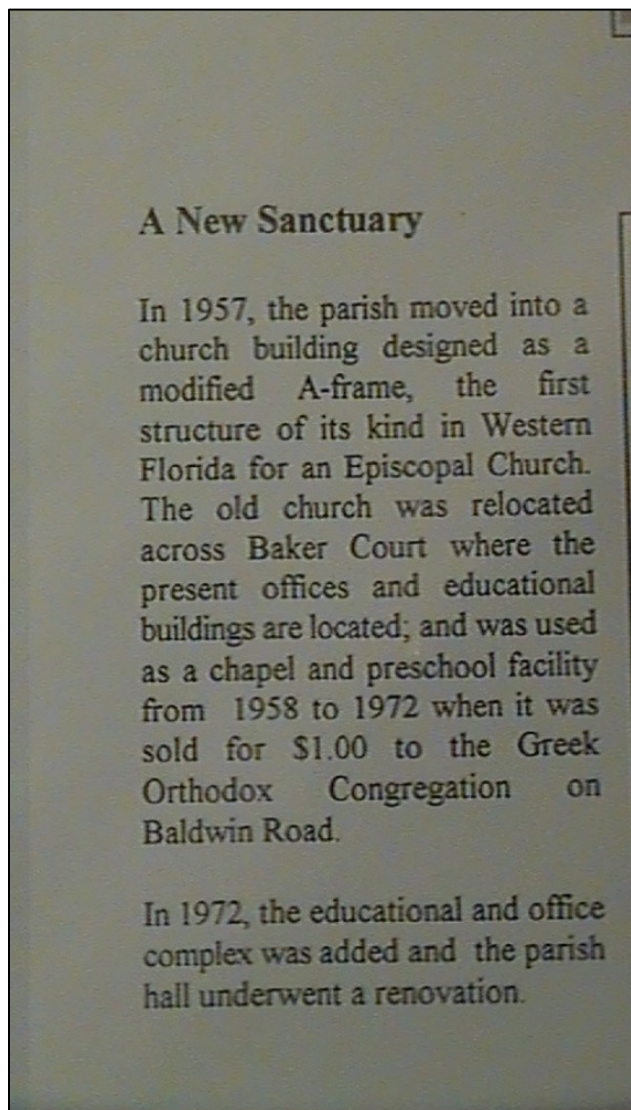 A New Sanctuary
In 1957, the parish moved into a
church building designed as a
modified A-frame, the first
structure of its kind in Western
Florida for an Episcopal Church.
The old church was relocated
across Baker Court where the
present offices and educational
buildings are located; and was used
as a chapel and preschool facility
from 1958 to 1972 when it was
sold for $1.00 to the Greek
Orthodox Congregation on
Baldwin Road.
In 1972, the educational and office
complex was added and the parish
hall underwent a renovation.